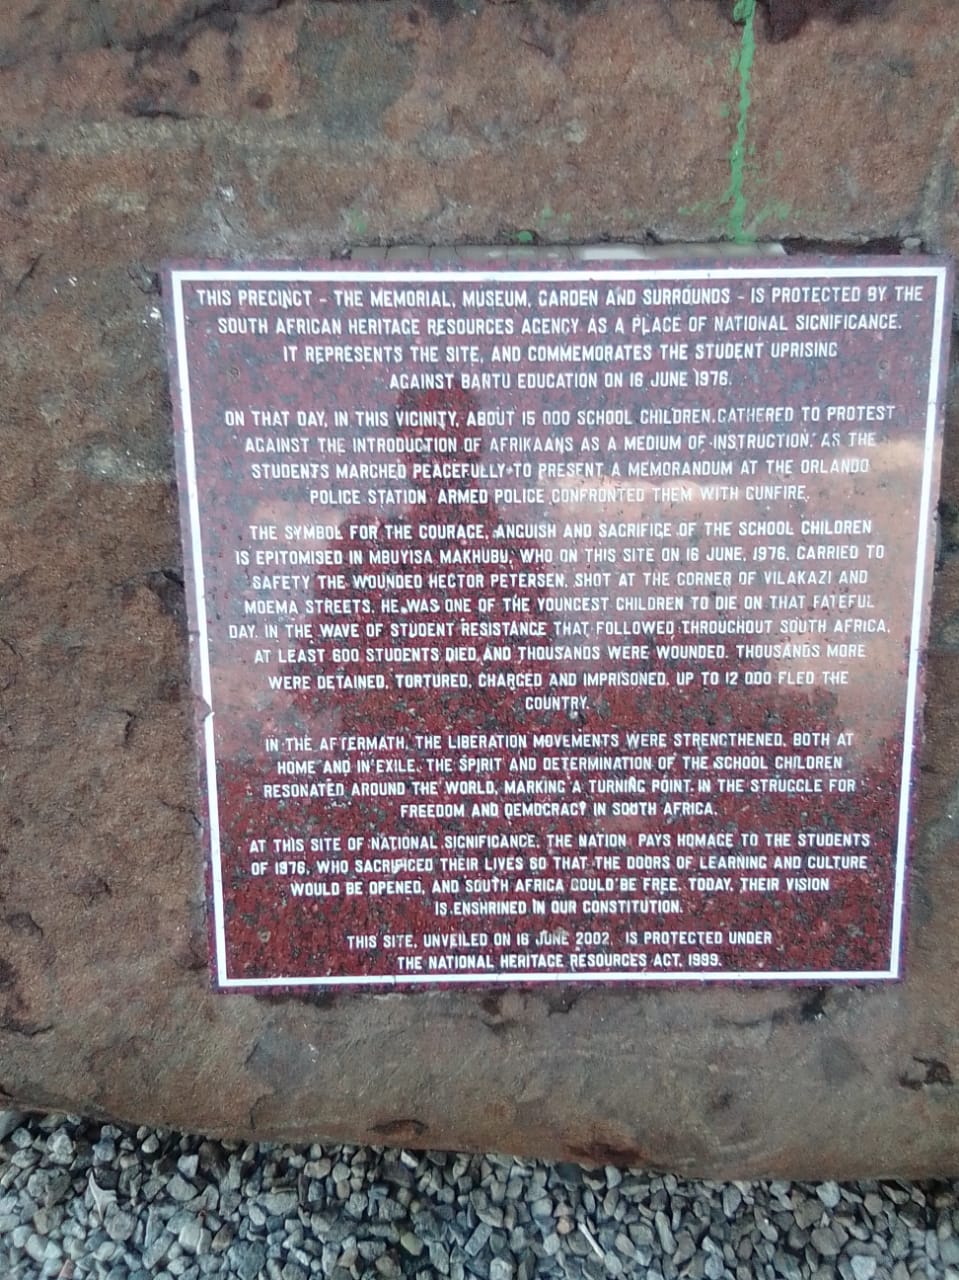 THIS PRECINCT - THE MEMORIAL, MUSEUM, GARDEN AND SURROUNDS - IS PROTECTED BY THE
SOUTH AFRICAN HERITAGE RESOURCES AGENCY AS A PLACE OF NATIONAL SIGNIFICANCE.
IT REPRESENTS THE SITE, AND COMMEMORATES THE STUDENT UPRISING
AGAINST BANTU EDUCATION ON 16 JUNE 1976.
ON THAT DAY, IN THIS VICINITY, ABOUT 15 000 SCHOOL CHILDREN GATHERED TO PROTEST
AGAINST THE INTRODUCTION OF AFRIKAANS AS A MEDIUM OF INSTRUCTION. AS THE
STUDENTS MARCHED PEACEFULLY TO PRESENT A MEMORANDUM AT THE ORLANDO
POLICE STATION, ARMED POLICE CONFRONTED THEM WITH GUNFIRE.
THE SYMBOL FOR THE COURAGE, ANGUISH AND SACRIFICE OF THE SCHOOL CHILDREN
IS EPITOMISED IN MBUYISA MAKHUBU, WHO ON THIS SITE ON 16 JUNE, 1976, CARRIED TO
SAFETY THE WOUNDED HECTOR PETERSEN, SHOT AT THE CORNER OF VILAKAZI AND
MOEMA STREETS. HE WAS ONE OF THE YOUNGEST CHILDREN TO DIE ON THAT FATEFUL
DAY. IN THE WAVE OF STUDENT RESISTANCE THAT FOLLOWED THROUGHOUT SOUTH AFRICA,
AT LEAST 600 STUDENTS DIED AND THOUSANDS WERE WOUNDED. THOUSANDS MORE
WERE DETAINED, TORTURED, CHARGED AND IMPRISONED. UP TO 12 000 FLED THE
COUNTRY.
IN THE AFTERMATH, THE LIBERATION MOVEMENTS WERE STRENGTHENED, BOTH AT
HOME AND IN EXILE. THE SPIRIT AND DETERMINATION OF THE SCHOOL CHILDREN
RESONATED AROUND THE WORLD, MARKING A TURNING POINT IN THE STRUGGLE FOR
FREEDOM AND DEMOCRACY IN SOUTH AFRICA.
AT THIS SITE OF NATIONAL SIGNIFICANCE, THE NATION PAYS HOMAGE TO THE STUDENTS
OF 1976, WHO SACRIFICED THEIR LIVES SO THAT THE DOORS OF LEARNING AND CULTURE
WOULD BE OPENED, AND SOUTH AFRICA COULD BE FREE. TODAY, THEIR VISION
IS ENSHRINED IN OUR CONSTITUTION.
THIS SITE, UNVEILED ON 16 JUNE 2002, IS PROTECTED UNDER
THE NATIONAL HERITAGE RESOURCES ACT, 1999.